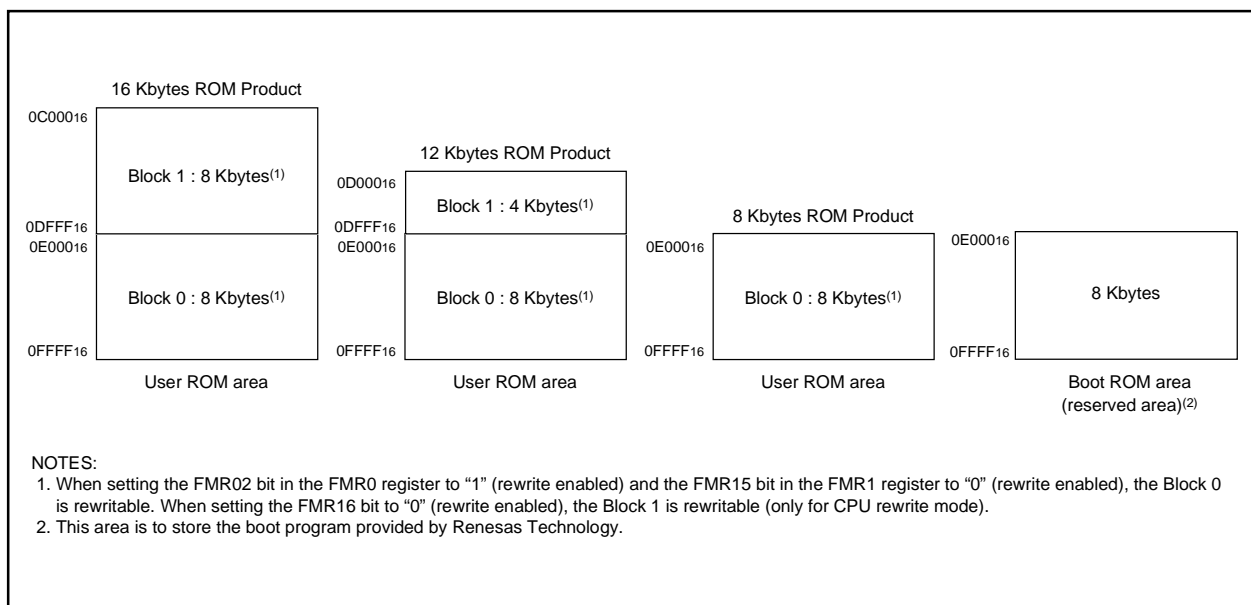 16 Kbytes ROM Product
0C00016
Block 1 : 8 Kbytes(1)
0DFFF16
0E00016
Block 0 : 8 Kbytes(1)
0FFFF16
User ROM area
12 Kbytes ROM Product
0D00016
Block 1 : 4 Kbytes(1)
0DFFF16
0E00016
Block 0 : 8 Kbytes(1)
0FFFF16
User ROM area
8 Kbytes ROM Product
0E00016
Block 0 : 8 Kbytes(1)
0FFFF16
User ROM area
0E00016
8 Kbytes
0FFFF16
Boot ROM area
(reserved area)(2)
NOTES:
1. When setting the FMR02 bit in the FMR0 register to “1” (rewrite enabled) and the FMR15 bit in the FMR1 register to “0” (rewrite enabled), the Block 0
is rewritable. When setting the FMR16 bit to “0” (rewrite enabled), the Block 1 is rewritable (only for CPU rewrite mode).
2. This area is to store the boot program provided by Renesas Technology.